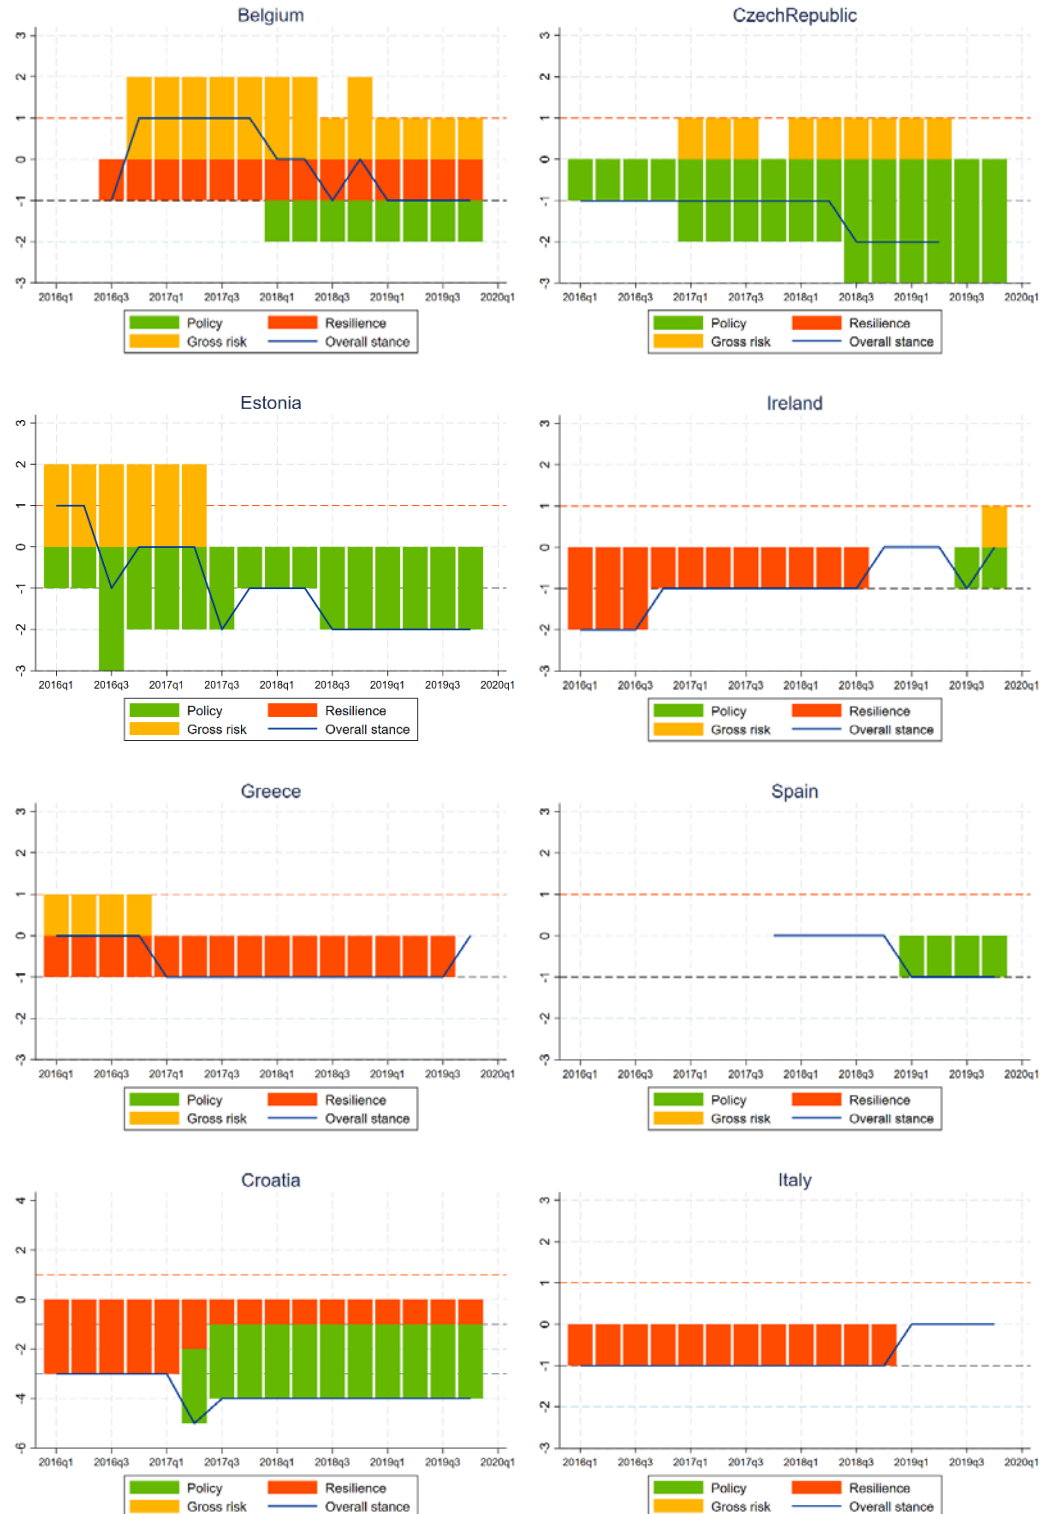 Belgium
3
2
1
0
-1
-2
-3
2016q1 2016q3 2017q1 2017q3 2018q1 2018q3 2019q1 2019q3 2020q1
Policy Resilience
Gross risk Overall stance
CzechRepublic
3
2
1
0
-1
-2
-3
2016q1 2016q3 2017q1 2017q3 2018q1 2018q3 2019q1 2019q3 2020q1
Policy Resilience
Gross risk Overall stance
Estonia
3
2
1
0
-1
-2
-3
2016q1 2016q3 2017q1 2017q3 2018q1 2018q3 2019q1 2019q3 2020q1
Policy Resilience
Gross risk Overall stance
Ireland
3
2
1
0
-1
-2
-3
2016q1 2016q3 2017q1 2017q3 2018q1 2018q3 2019q1 2019q3 2020q1
Policy Resilience
Gross risk Overall stance
Greece
3
2
1
0
-1
-2
-3
2016q1 2016q3 2017q1 2017q3 2018q1 2018q3 2019q1 2019q3 2020q1
Policy Resilience
Gross risk Overall stance
Spain
3
2
1
0
-1
-2
-3
2016q1 2016q3 2017q1 2017q3 2018q1 2018q3 2019q1 2019q3 2020q1
Policy Resilience
Gross risk Overall stance
Croatia
4
2
0
-2
-4
-6
2016q1 2016q3 2017q1 2017q3 2018q1 2018q3 2019q1 2019q3 2020q1
Policy Resilience
Gross risk Overall stance
Italy
3
2
1
0
-1
-2
-3
2016q1 2016q3 2017q1 2017q3 2018q1 2018q3 2019q1 2019q3 2020q1
Policy Resilience
Gross risk Overall stance